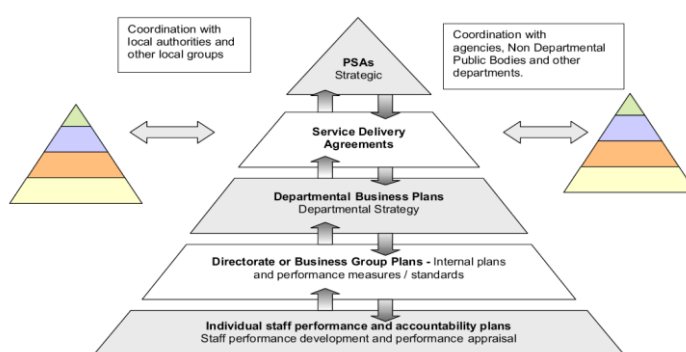 Coordination with
local authorities and
other local groups
Coordination with
agencies, Non Departmental
Public Bodies and other
departments.
PSAs
Strategic
Service Delivery
Agreements
Departmental Business Plans
Departmental Strategy
Directorate or Business Group Plans - Internal plans
and performance measures / standards
Individual staff performance and accountability plans
Staff performance development and performance appraisal